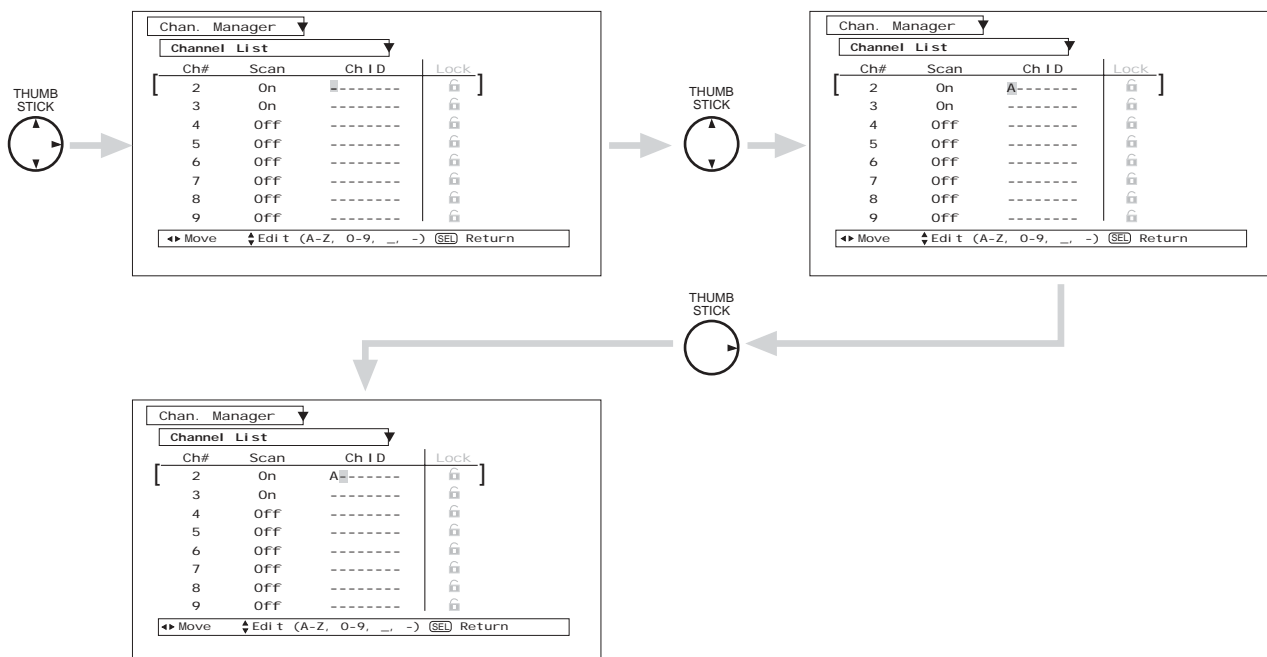 THUMB
STICK
Chan. Manager
Channel List
Ch# Scan Ch ID Lock
[ 2 On -------- ]
3 On --------
4 Off --------
5 Off --------
6 Off --------
7 Off --------
8 Off --------
9 Off --------
Move Edit (A-Z, 0-9, _, -) SEL Return
THUMB
STICK
Chan. Manager
Channel List
Ch# Scan Ch ID Lock
[ 2 On A------- ]
3 On --------
4 Off --------
5 Off --------
6 Off --------
7 Off --------
8 Off --------
9 Off --------
Move Edit (A-Z, 0-9, _, -) SEL Return
THUMB
STICK
Chan. Manager
Channel List
Ch# Scan Ch ID Lock
[ 2 On A------- ]
3 On --------
4 Off --------
5 Off --------
6 Off --------
7 Off --------
8 Off --------
9 Off --------
Move Edit (A-Z, 0-9, _, -) SEL Return